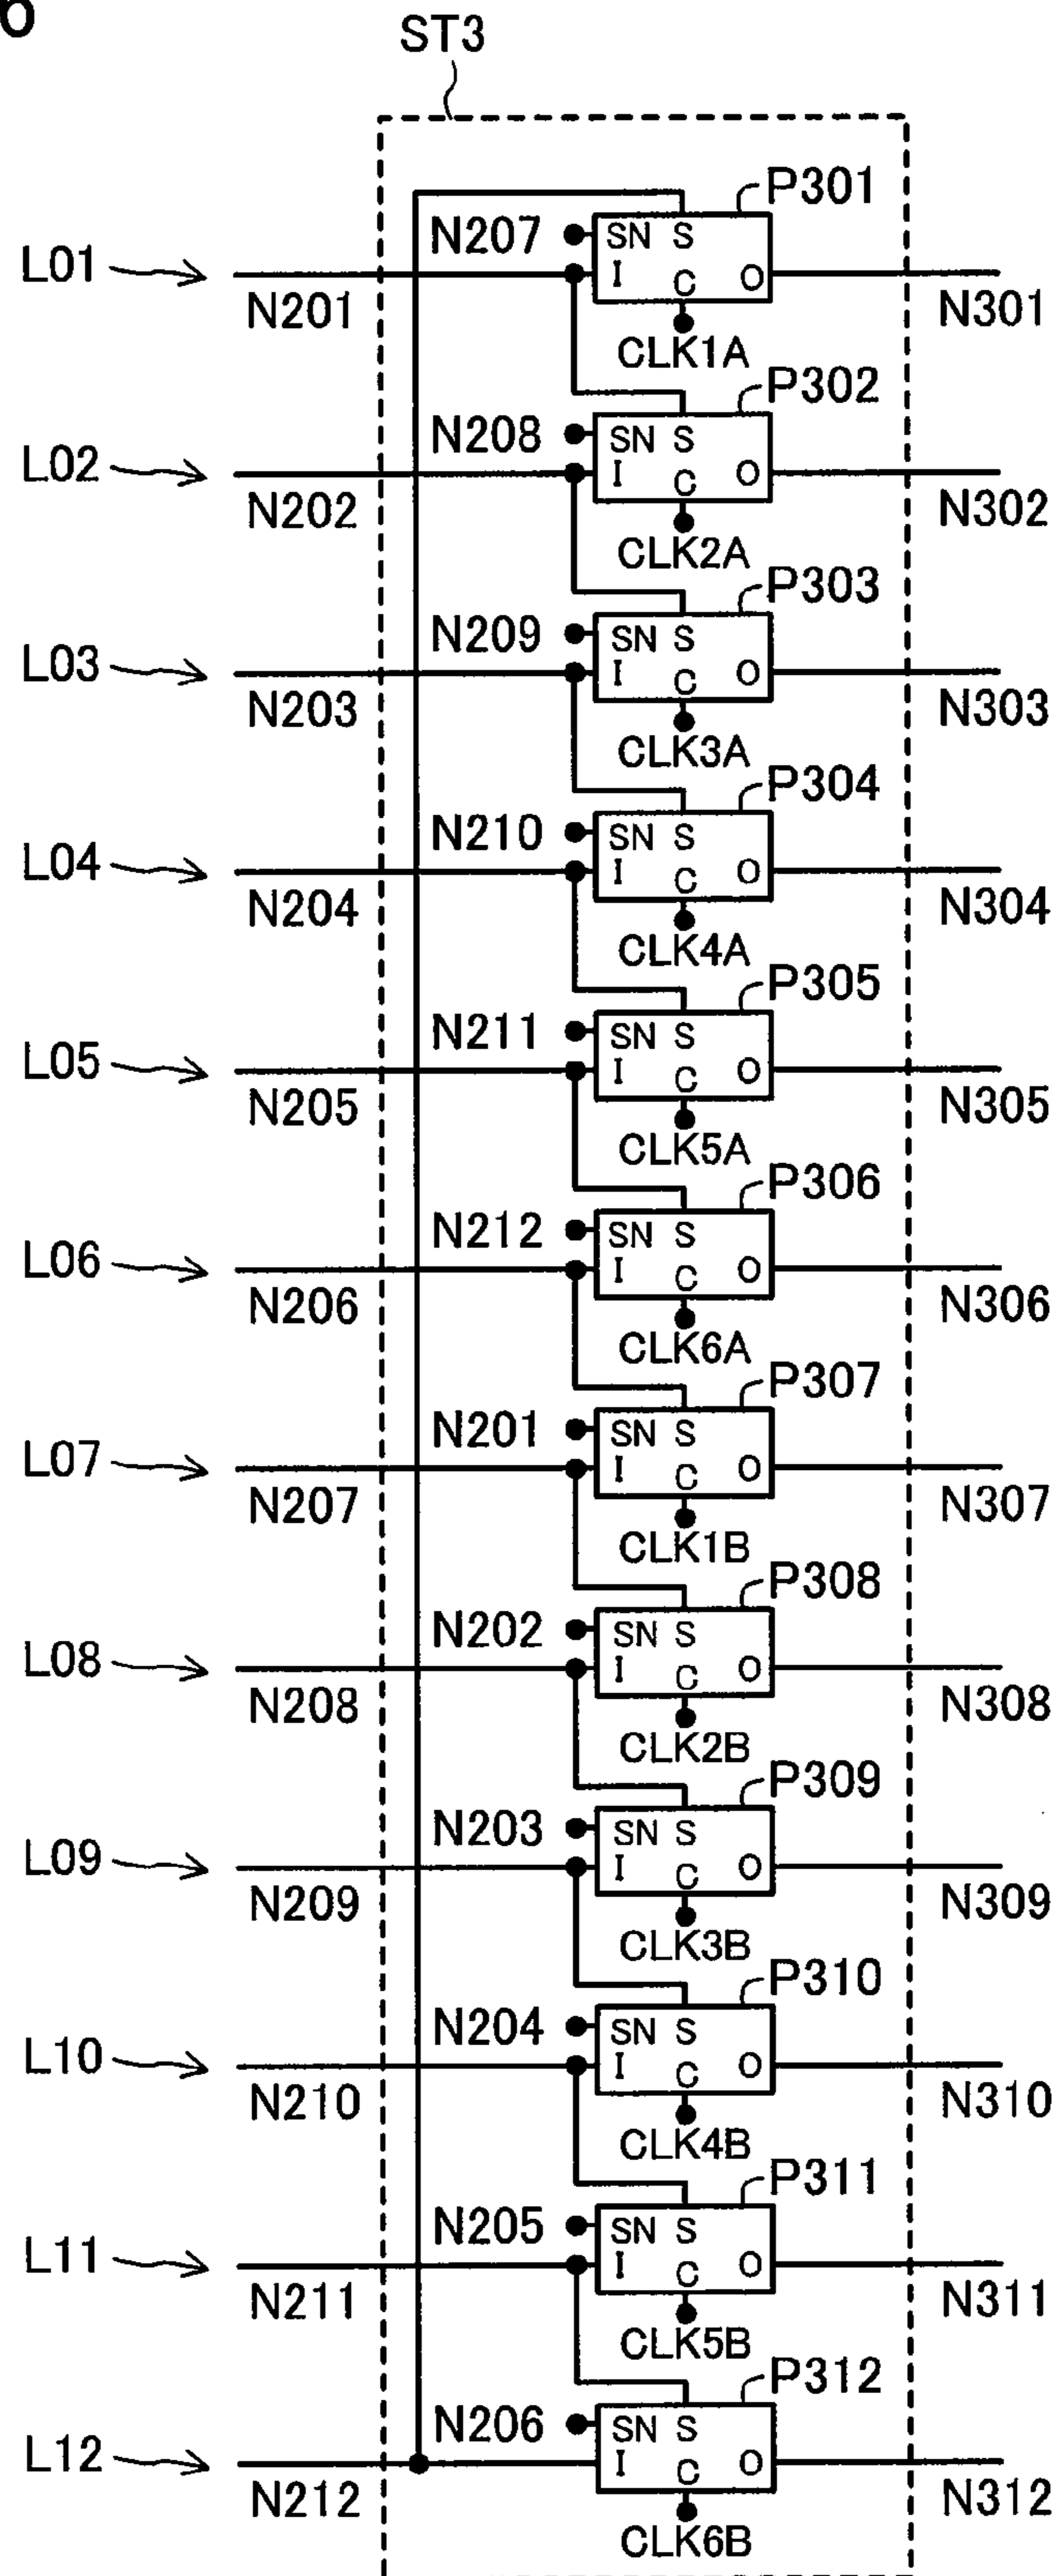 6
ST3
P301
N207 SN S
L01 I C O
N201 N301
CLK1A
P302
N208 SN S
L02 I C O
N202 N302
CLK2A
P303
N209 SN S
L03 I C O
N203 N303
CLK3A
P304
N210 SN S
L04 I C O
N204 N304
CLK4A
P305
N211 SN S
L05 I C O
N205 N305
CLK5A
P306
N212 SN S
L06 I C O
N206 N306
CLK6A
P307
N201 SN S
L07 I C O
N207 N307
CLK1B
P308
N202 SN S
L08 I C O
N208 N308
CLK2B
P309
N203 SN S
L09 I C O
N209 N309
CLK3B
P310
N204 SN S
L10 I C O
N210 N310
CLK4B
P311
N205 SN S
L11 I C O
N211 N311
CLK5B
P312
N206 SN S
L12 I C O
N212 N312
CLK6B